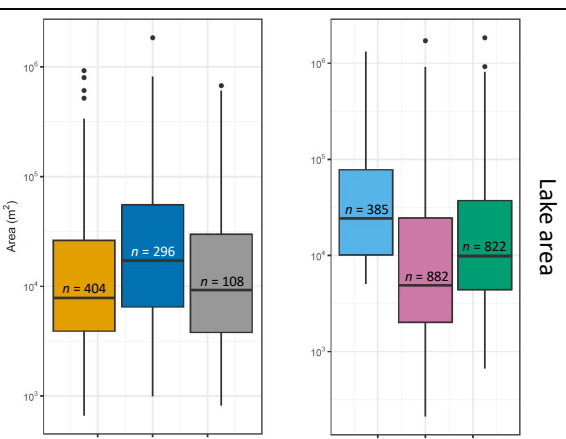 10⁶
10⁵
10⁴
10³
Area (m²)
n = 404
n = 296
n = 108
10⁶
10⁵
10⁴
10³
n = 385
n = 882
n = 822
Lake area